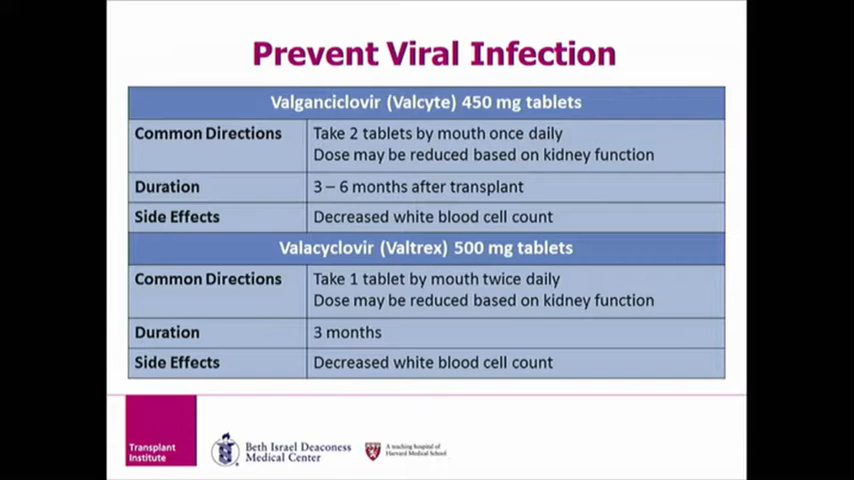 Prevent Viral Infection
Valganciclovir (Valcyte) 450 mg tablets
Common Directions
Take 2 tablets by mouth once daily
Dose may be reduced based on kidney function
Duration
3 – 6 months after transplant
Side Effects
Decreased white blood cell count
Valacyclovir (Valtrex) 500 mg tablets
Common Directions
Take 1 tablet by mouth twice daily
Dose may be reduced based on kidney function
Duration
3 months
Side Effects
Decreased white blood cell count
Transplant
Institute
Beth Israel Deaconess
Medical Center
A teaching hospital of
Harvard Medical School